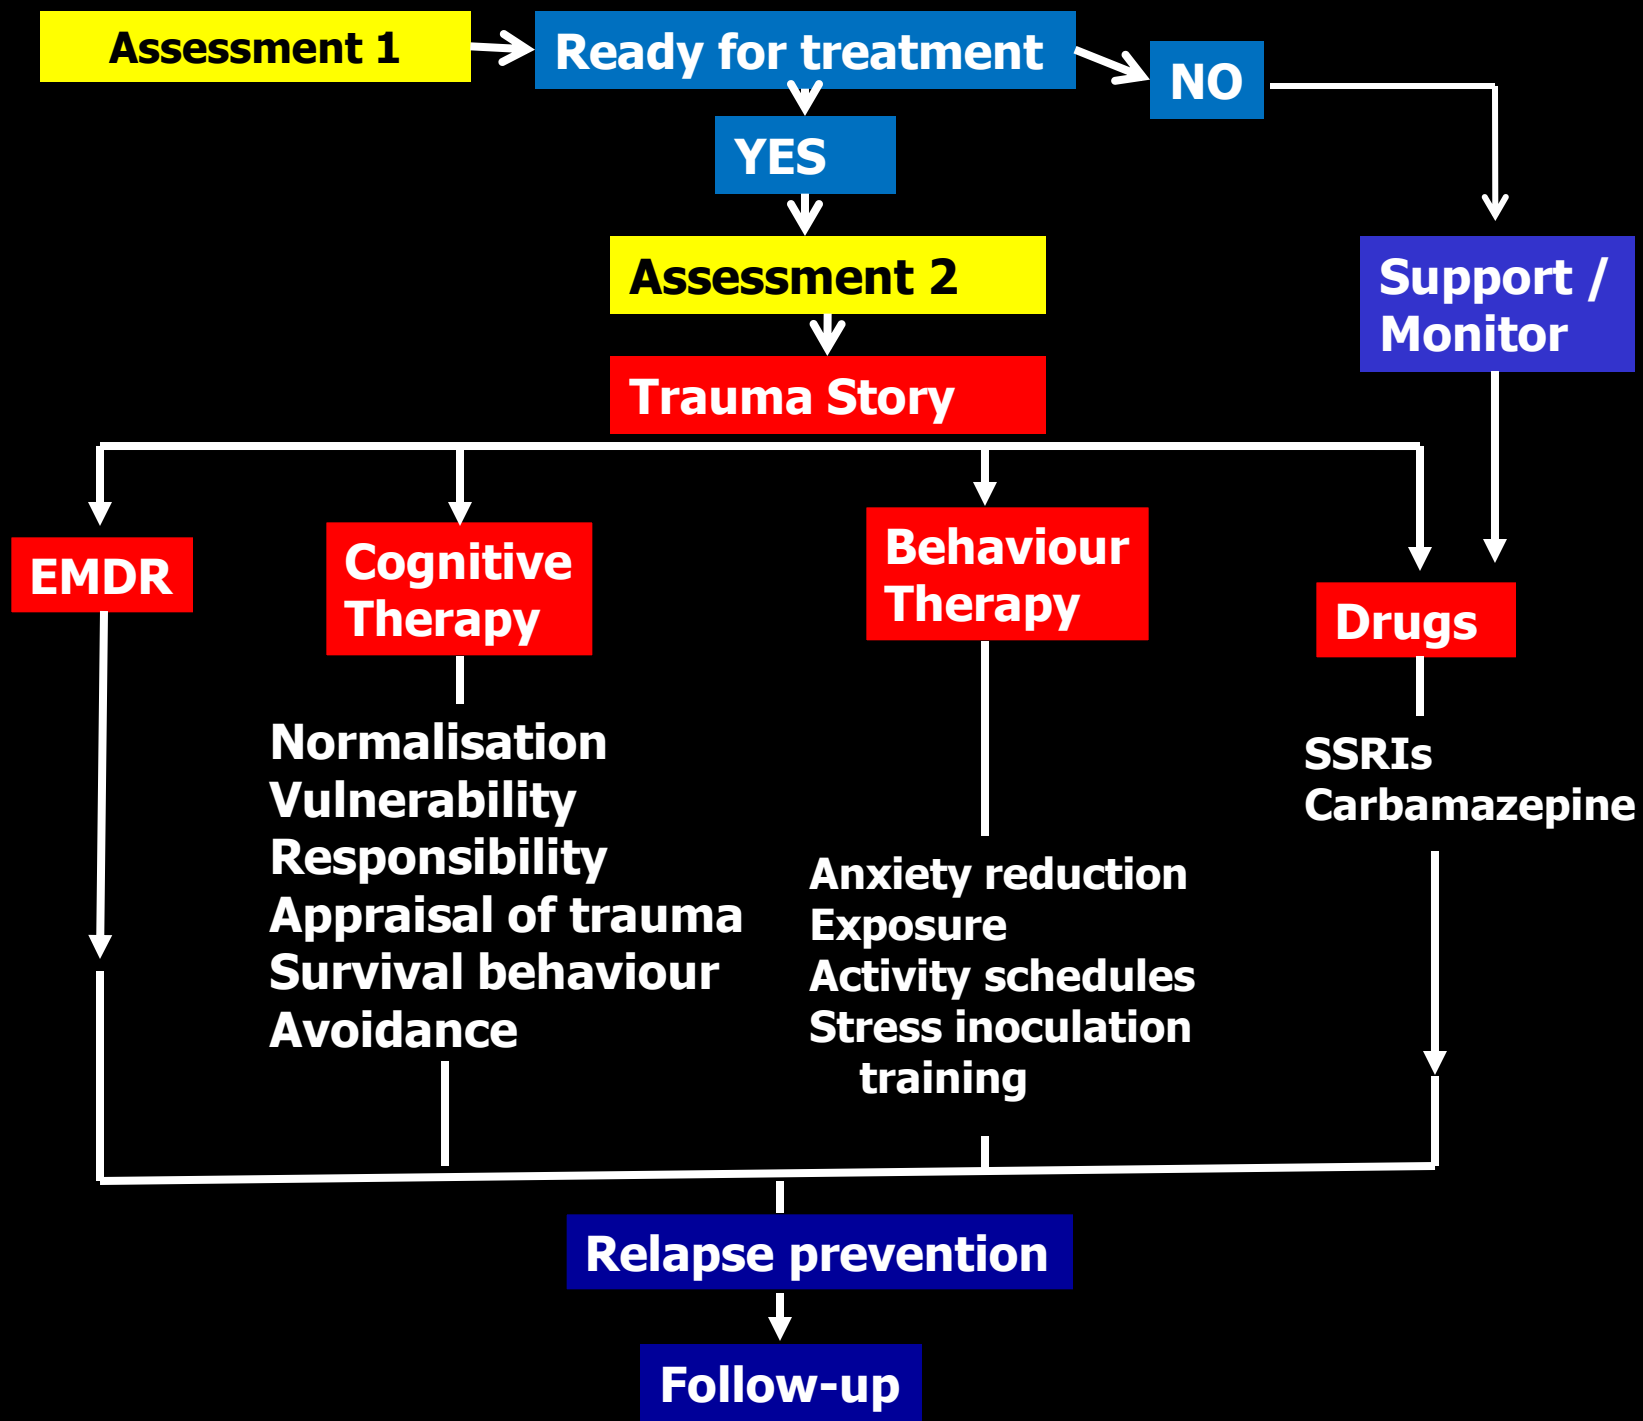 Assessment 1
Ready for treatment
NO
YES
Assessment 2
Support /
Monitor
Trauma Story
EMDR
Cognitive
Therapy
Behaviour
Therapy
Drugs
Normalisation
Vulnerability
Responsibility
Appraisal of trauma
Survival behaviour
Avoidance
Anxiety reduction
Exposure
Activity schedules
Stress inoculation
training
SSRIs
Carbamazepine
Relapse prevention
Follow-up